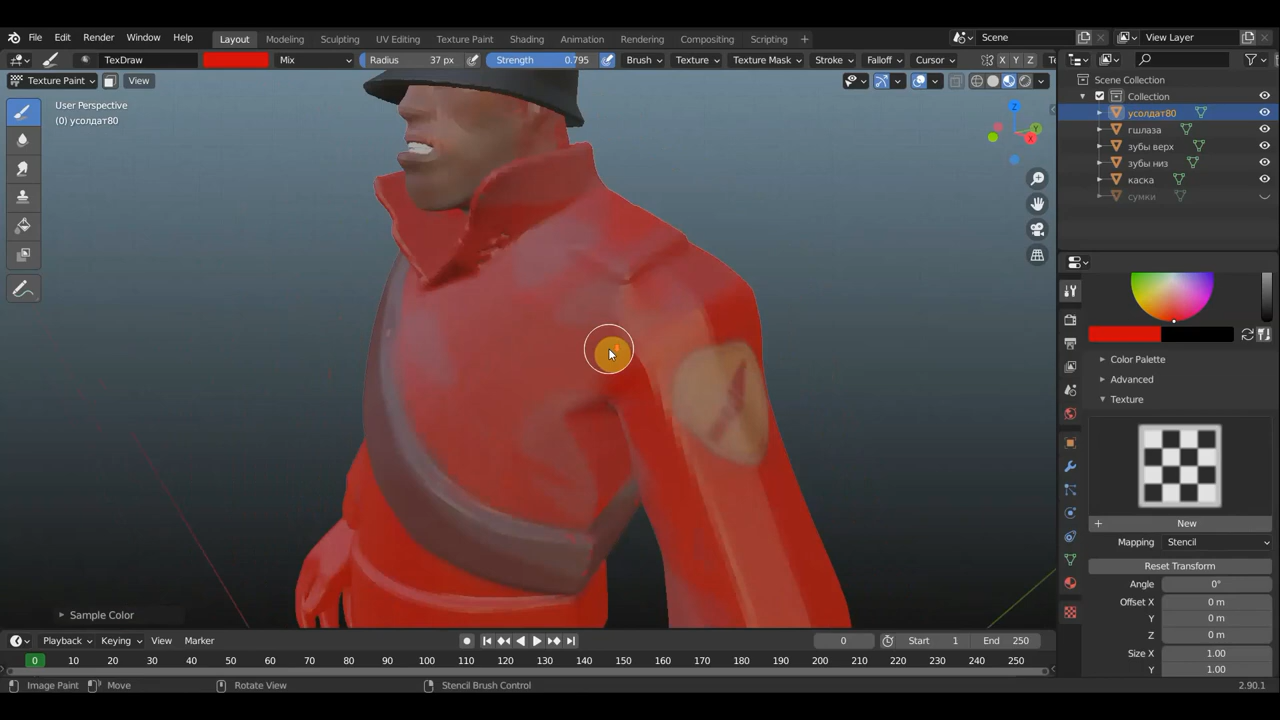 File Edit Render Window Help Layout Modeling Sculpting UV Editing Texture Paint Shading Animation Rendering Compositing Scripting + Scene View Layer
TexDraw Mix Radius 37 px Strength 0.795 Brush Texture Texture Mask Stroke Falloff Cursor X Y Z
Texture Paint View
User Perspective
(0) усолдат80
Z
Y
X
Scene Collection
Collection
усолдат80
гшлаза
зубы верх
зубы низ
каска
сумки
Color Palette
Advanced
Texture
+ New
Mapping Stencil
Reset Transform
Angle 0°
Offset X 0 m
Y 0 m
Z 0 m
Size X 1.00
Y 1.00
Sample Color
Playback Keying View Marker 0 Start 1 End 250
0 10 20 30 40 50 60 70 80 90 100 110 120 130 140 150 160 170 180 190 200 210 220 230 240 250
Image Paint Move Rotate View Stencil Brush Control 2.90.1